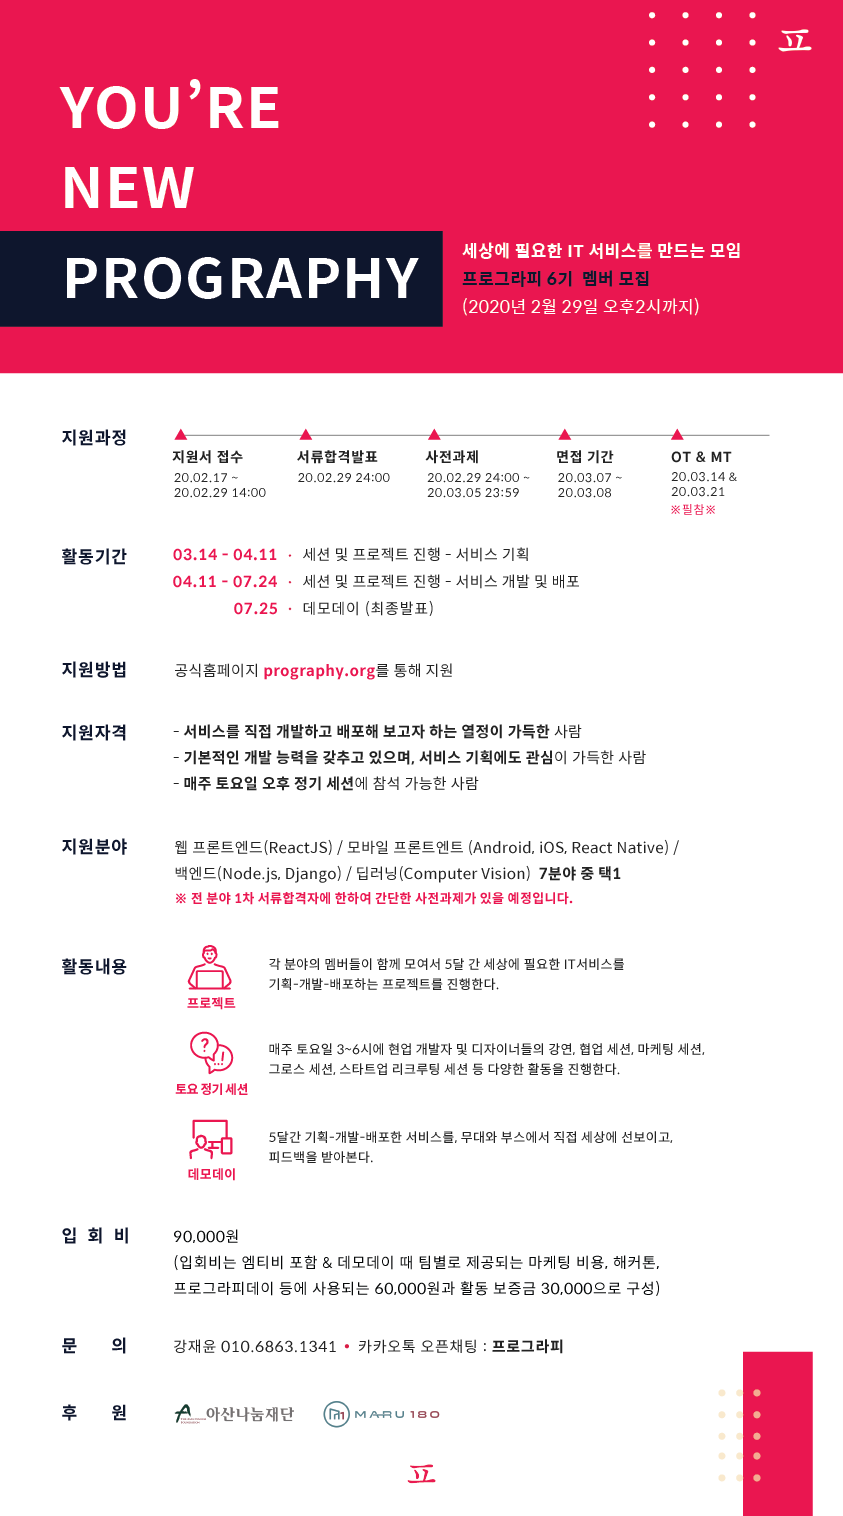 프
YOU'RE
NEW
PROGRAPHY
세상에 필요한 IT 서비스를 만드는 모임
프로그라피 6기 멤버 모집
(2020년 2월 29일 오후2시까지)
지원과정
지원서 접수
20.02.17 ~
20.02.29 14:00
서류합격발표
20.02.29 24:00
사전과제
20.02.29 24:00 ~
20.03.05 23:59
면접 기간
20.03.07 ~
20.03.08
OT & MT
20.03.14 &
20.03.21
※필참※
활동기간
03.14 - 04.11 · 세션 및 프로젝트 진행 - 서비스 기획
04.11 - 07.24 · 세션 및 프로젝트 진행 - 서비스 개발 및 배포
07.25 · 데모데이 (최종발표)
지원방법
공식홈페이지 prography.org를 통해 지원
지원자격
- 서비스를 직접 개발하고 배포해 보고자 하는 열정이 가득한 사람
- 기본적인 개발 능력을 갖추고 있으며, 서비스 기획에도 관심이 가득한 사람
- 매주 토요일 오후 정기 세션에 참석 가능한 사람
지원분야
웹 프론트엔드(ReactJS) / 모바일 프론트엔트 (Android, iOS, React Native) /
백엔드(Node.js, Django) / 딥러닝(Computer Vision) 7분야 중 택1
※ 전 분야 1차 서류합격자에 한하여 간단한 사전과제가 있을 예정입니다.
활동내용
프로젝트
각 분야의 멤버들이 함께 모여서 5달 간 세상에 필요한 IT서비스를
기획-개발-배포하는 프로젝트를 진행한다.
토요 정기 세션
매주 토요일 3~6시에 현업 개발자 및 디자이너들의 강연, 협업 세션, 마케팅 세션,
그로스 세션, 스타트업 리크루팅 세션 등 다양한 활동을 진행한다.
데모데이
5달간 기획-개발-배포한 서비스를, 무대와 부스에서 직접 세상에 선보이고,
피드백을 받아본다.
입 회 비
90,000원
(입회비는 엠티비 포함 & 데모데이 때 팀별로 제공되는 마케팅 비용, 해커톤,
프로그라피데이 등에 사용되는 60,000원과 활동 보증금 30,000으로 구성)
문 의
강재윤 010.6863.1341 • 카카오톡 오픈채팅 : 프로그라피
후 원
아산나눔재단
MARU 180
프